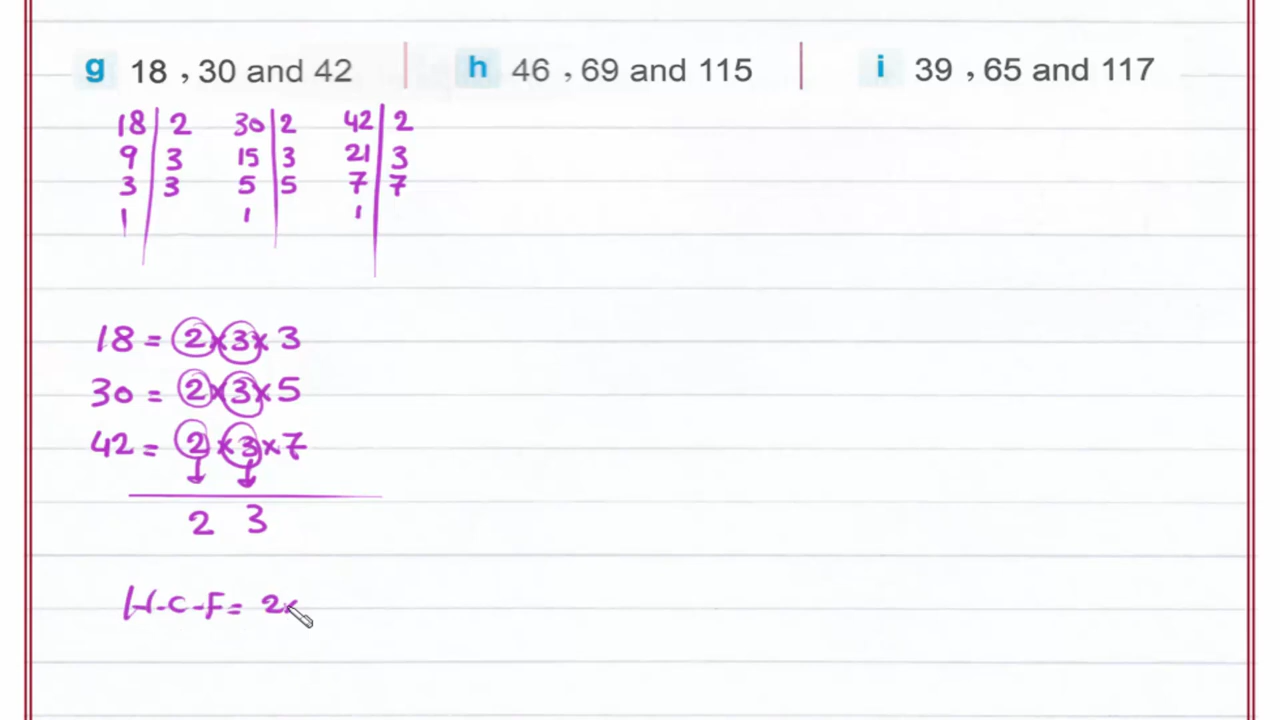 g 18 , 30 and 42 h 46 , 69 and 115 i 39 , 65 and 117
18 2 30 2 42 2
9 3 15 3 21 3
3 3 5 5 7 7
1 1 1
18 = 2 x 3 x 3
30 = 2 x 3 x 5
42 = 2 x 3 x 7
2 3
H-C-F = 2x